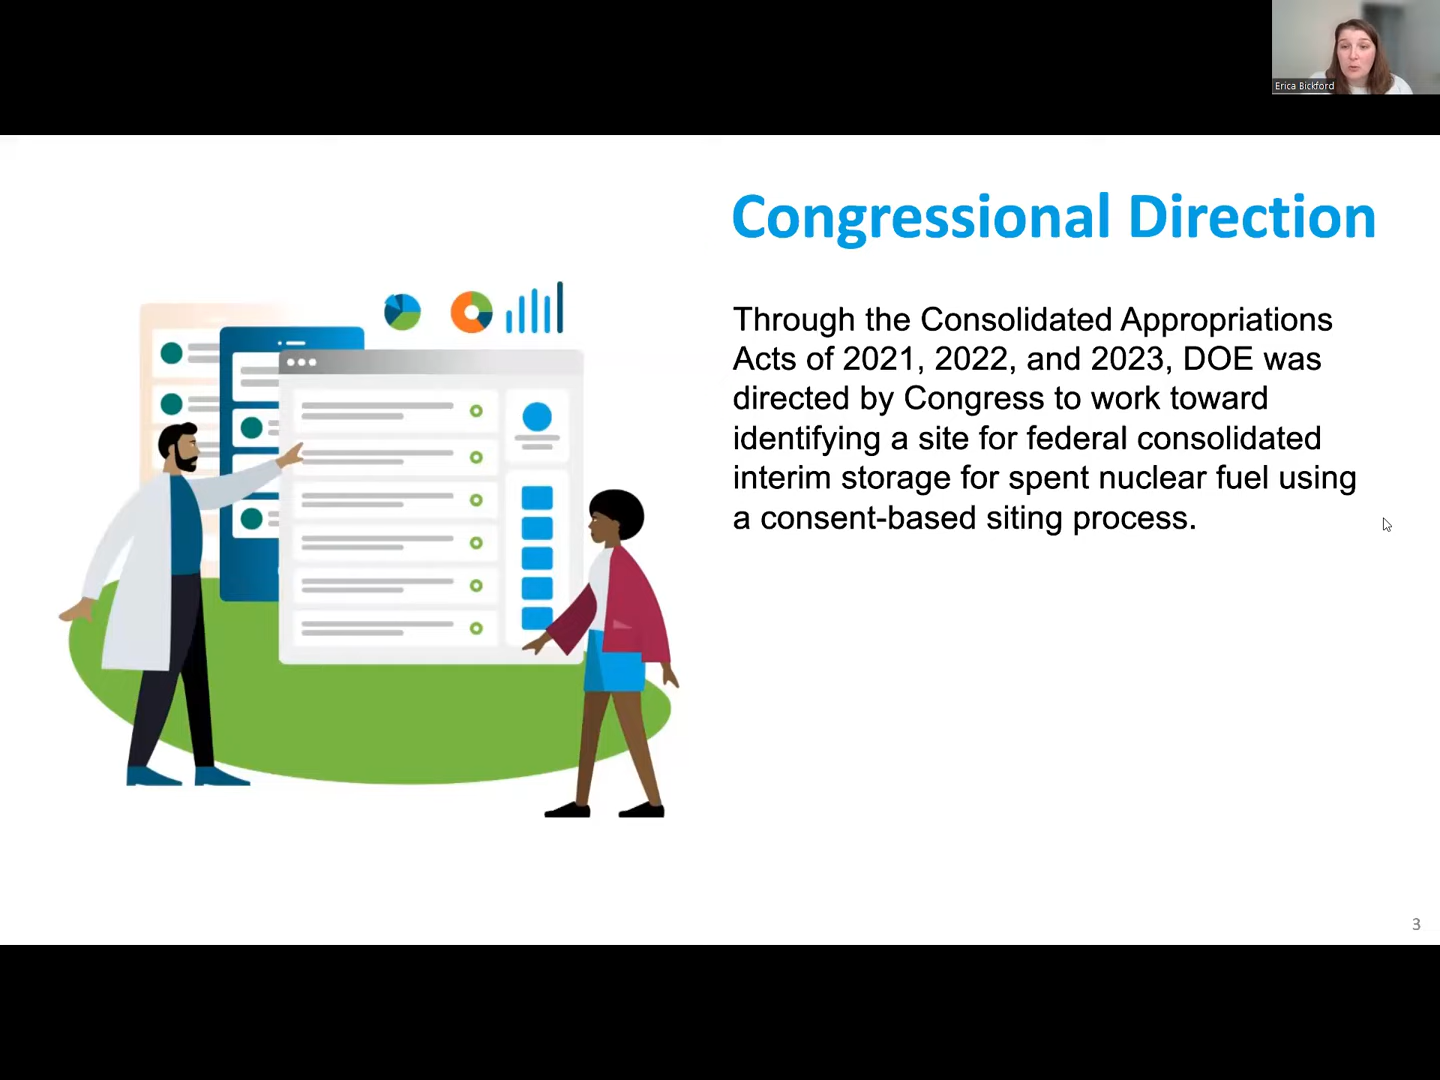 Erica Bickford
Congressional Direction
Through the Consolidated Appropriations
Acts of 2021, 2022, and 2023, DOE was
directed by Congress to work toward
identifying a site for federal consolidated
interim storage for spent nuclear fuel using
a consent-based siting process.
3